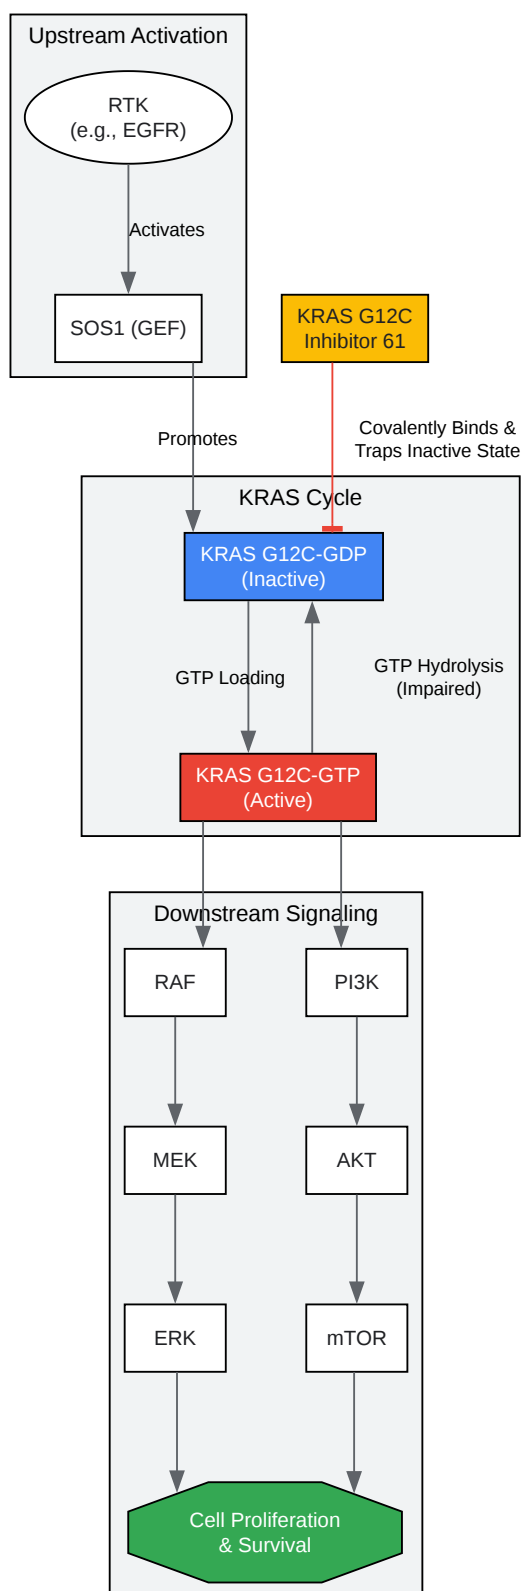 Upstream Activation
RTK
(e.g., EGFR)
Activates
SOS1 (GEF)
KRAS G12C
Inhibitor 61
Promotes
Covalently Binds &
Traps Inactive State
KRAS Cycle
KRAS G12C-GDP
(Inactive)
GTP Loading
GTP Hydrolysis
(Impaired)
KRAS G12C-GTP
(Active)
Downstream Signaling
RAF
PI3K
MEK
AKT
ERK
mTOR
Cell Proliferation
& Survival